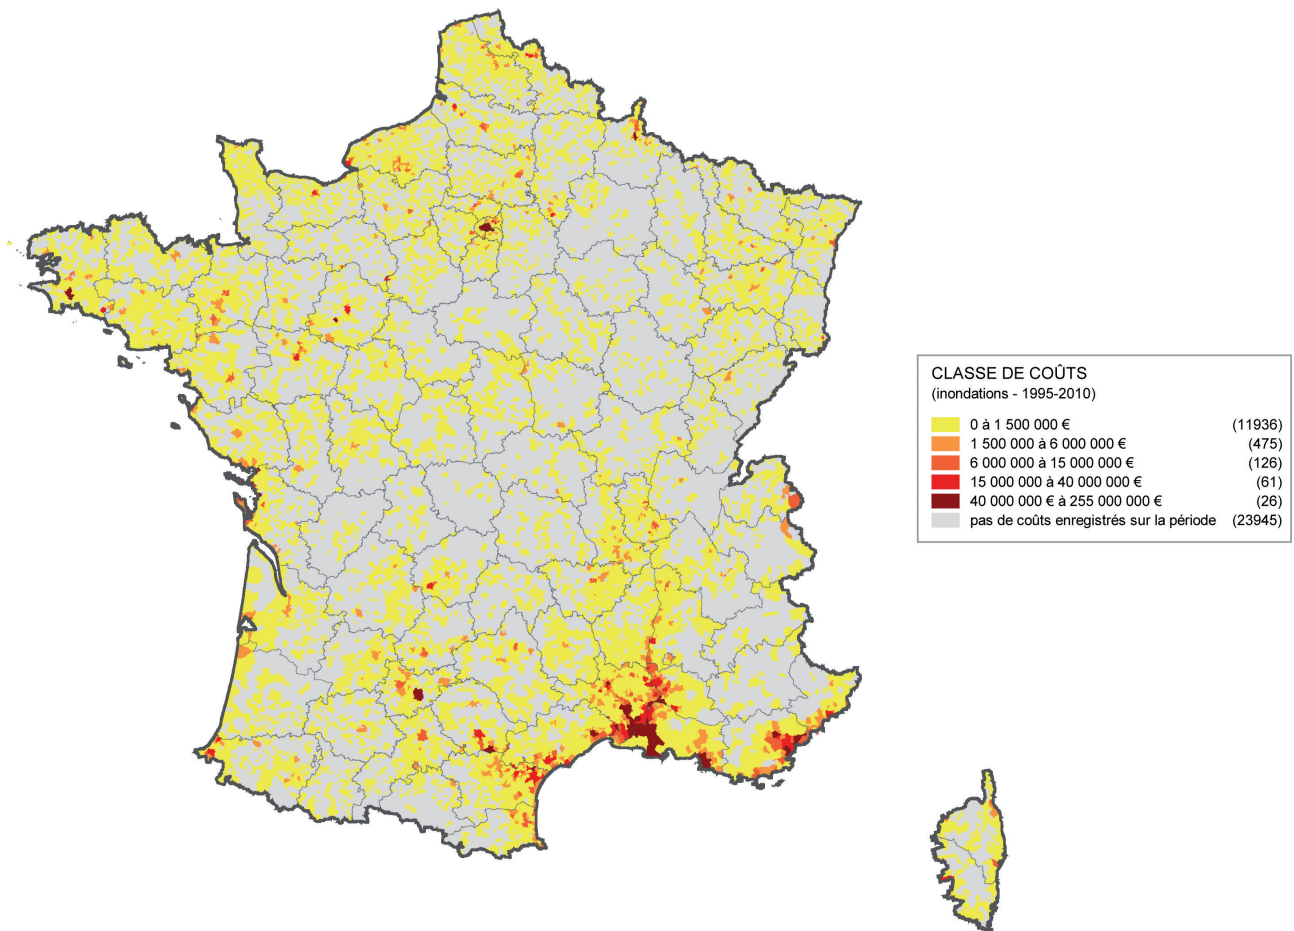 CLASSE DE COÛTS
(inondations - 1995-2010)
0 à 1 500 000 € (11936)
1 500 000 à 6 000 000 € (475)
6 000 000 à 15 000 000 € (126)
15 000 000 à 40 000 000 € (61)
40 000 000 € à 255 000 000 € (26)
pas de coûts enregistrés sur la période (23945)